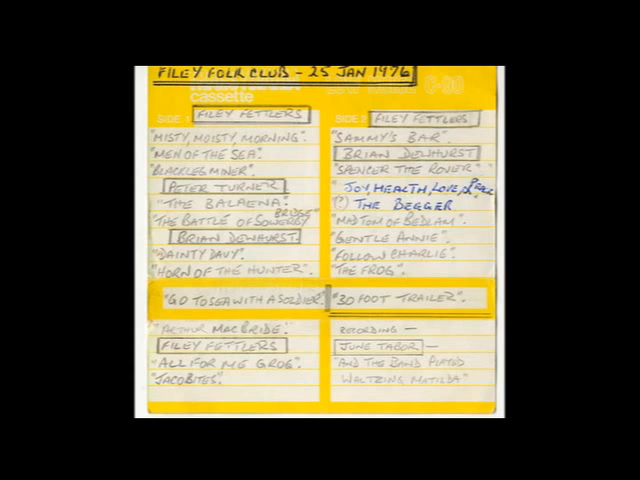 FILEY FOLK CLUB - 25 JAN 1976
cassette
C-90
SIDE 1 FILEY FETTLERS
"MISTY, MOISTY, MORNING".
"MEN OF THE SEA".
"BLACKLEG MINER".
PETER TURNER
"THE BALAENA".
"THE BATTLE OF SOWERBY BRIDGE"
BRIAN DEWHURST.
"DAINTY DAVY".
"HORN OF THE HUNTER".
"GO TO SEA WITH A SOLDIER.
"ARTHUR MACBRIDE."
FILEY FETTLERS
"ALL FOR ME GROG".
"JACOBITES".
SIDE 2 FILEY FETTLERS
"SAMMY'S BAR".
BRIAN DEWHURST
"SPENCER THE ROVER"
" JOY, HEALTH, LOVE, & PEACE
(?) THE BEGGER
"MAD TOM OF BEDLAM".
"GENTLE ANNIE".
"FOLLOW CHARLIE".
"THE FROG".
"30 FOOT TRAILER".
RECORDING —
JUNE TABOR —
"AND THE BAND PLAYED
WALTZING MATILDA"